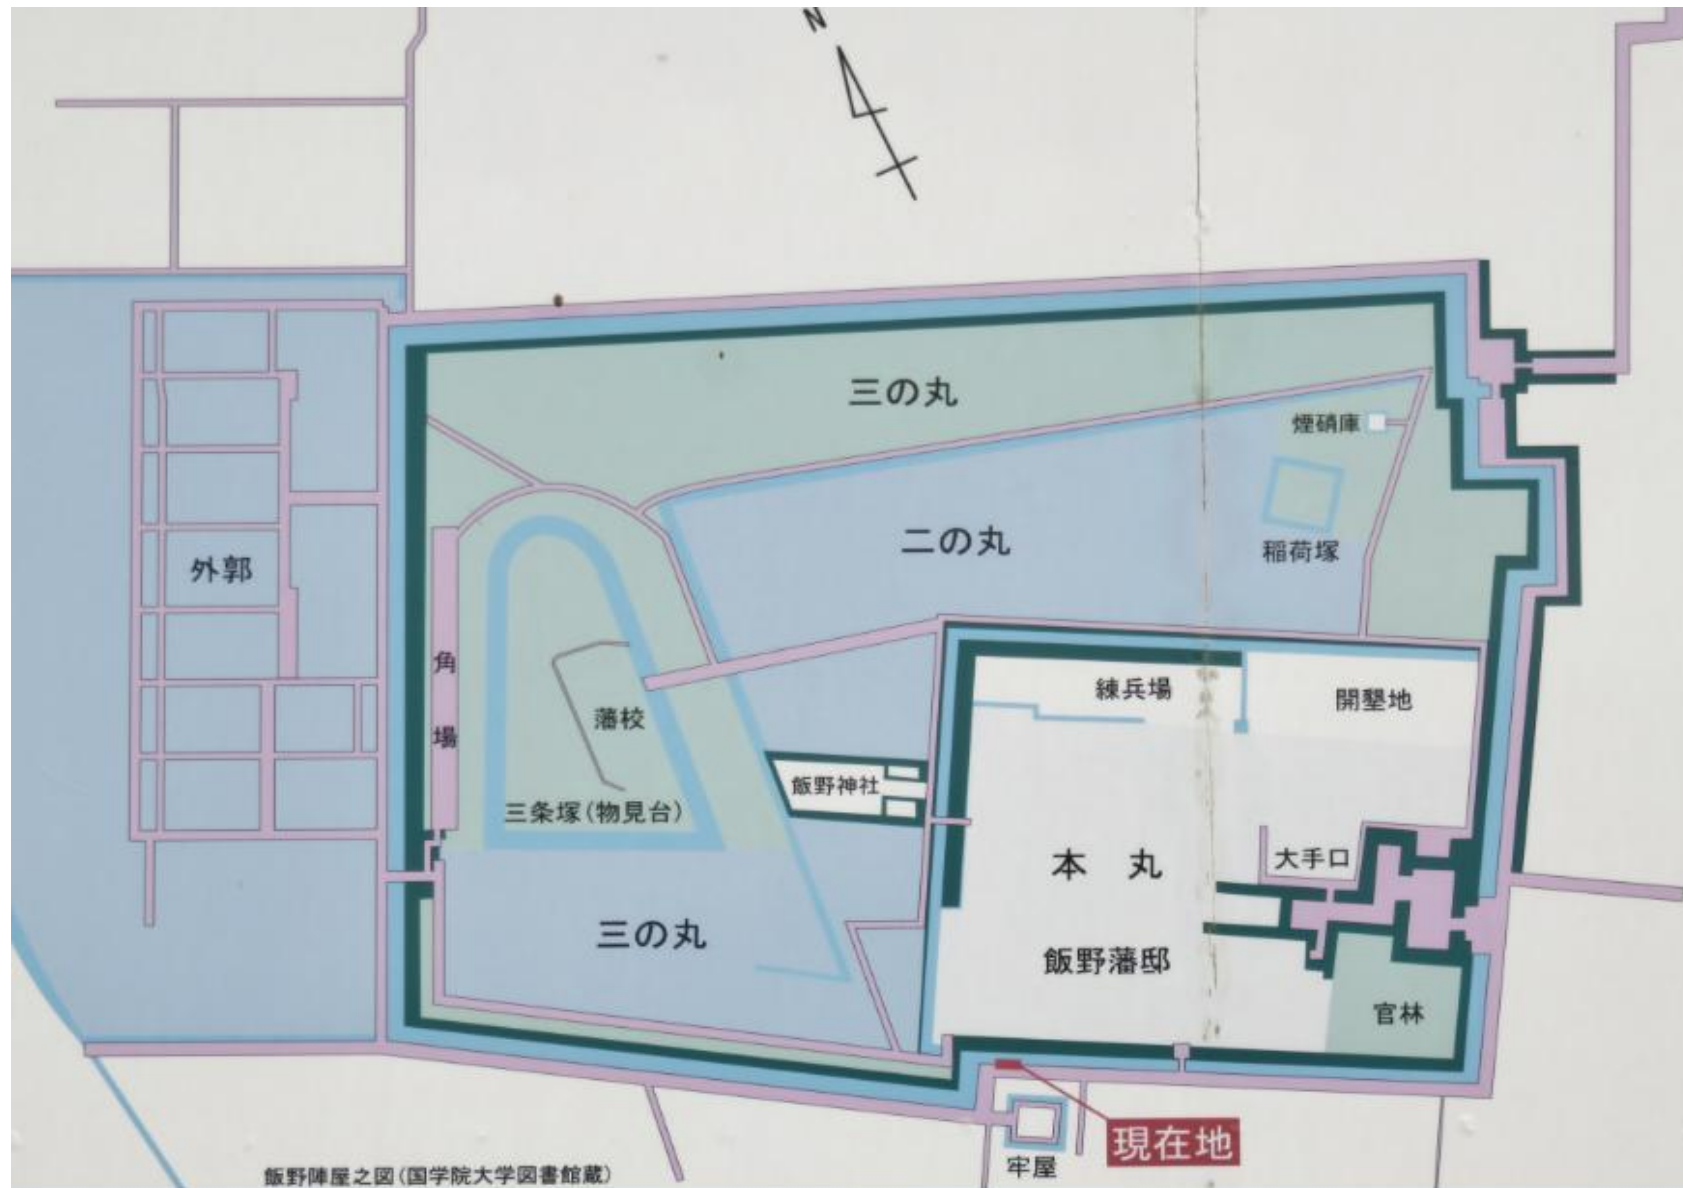 N
三の丸
煙硝庫
二の丸
稲荷塚
外郭
角場
練兵場
開墾地
藩校
飯野神社
三条塚(物見台)
本 丸
大手口
三の丸
飯野藩邸
官林
現在地
牢屋
飯野陣屋之図(国学院大学図書館蔵)